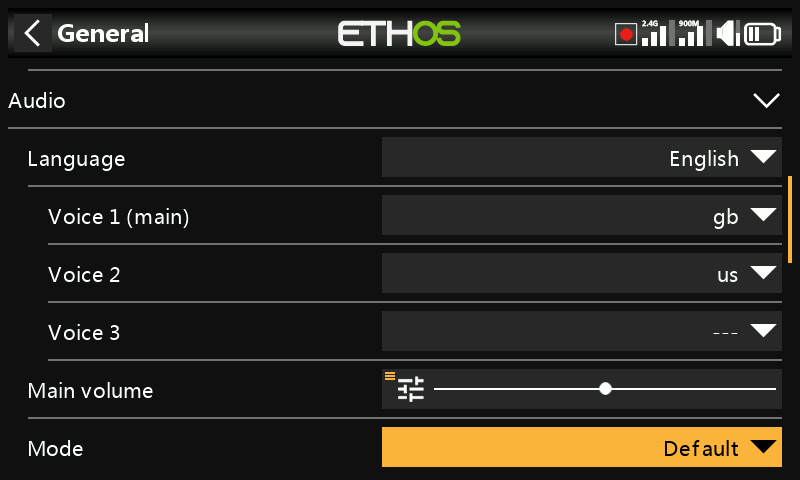 General
ETHOS
2.4G
900M
Audio
Language English
Voice 1 (main) gb
Voice 2 us
Voice 3 ---
Main volume
Mode Default